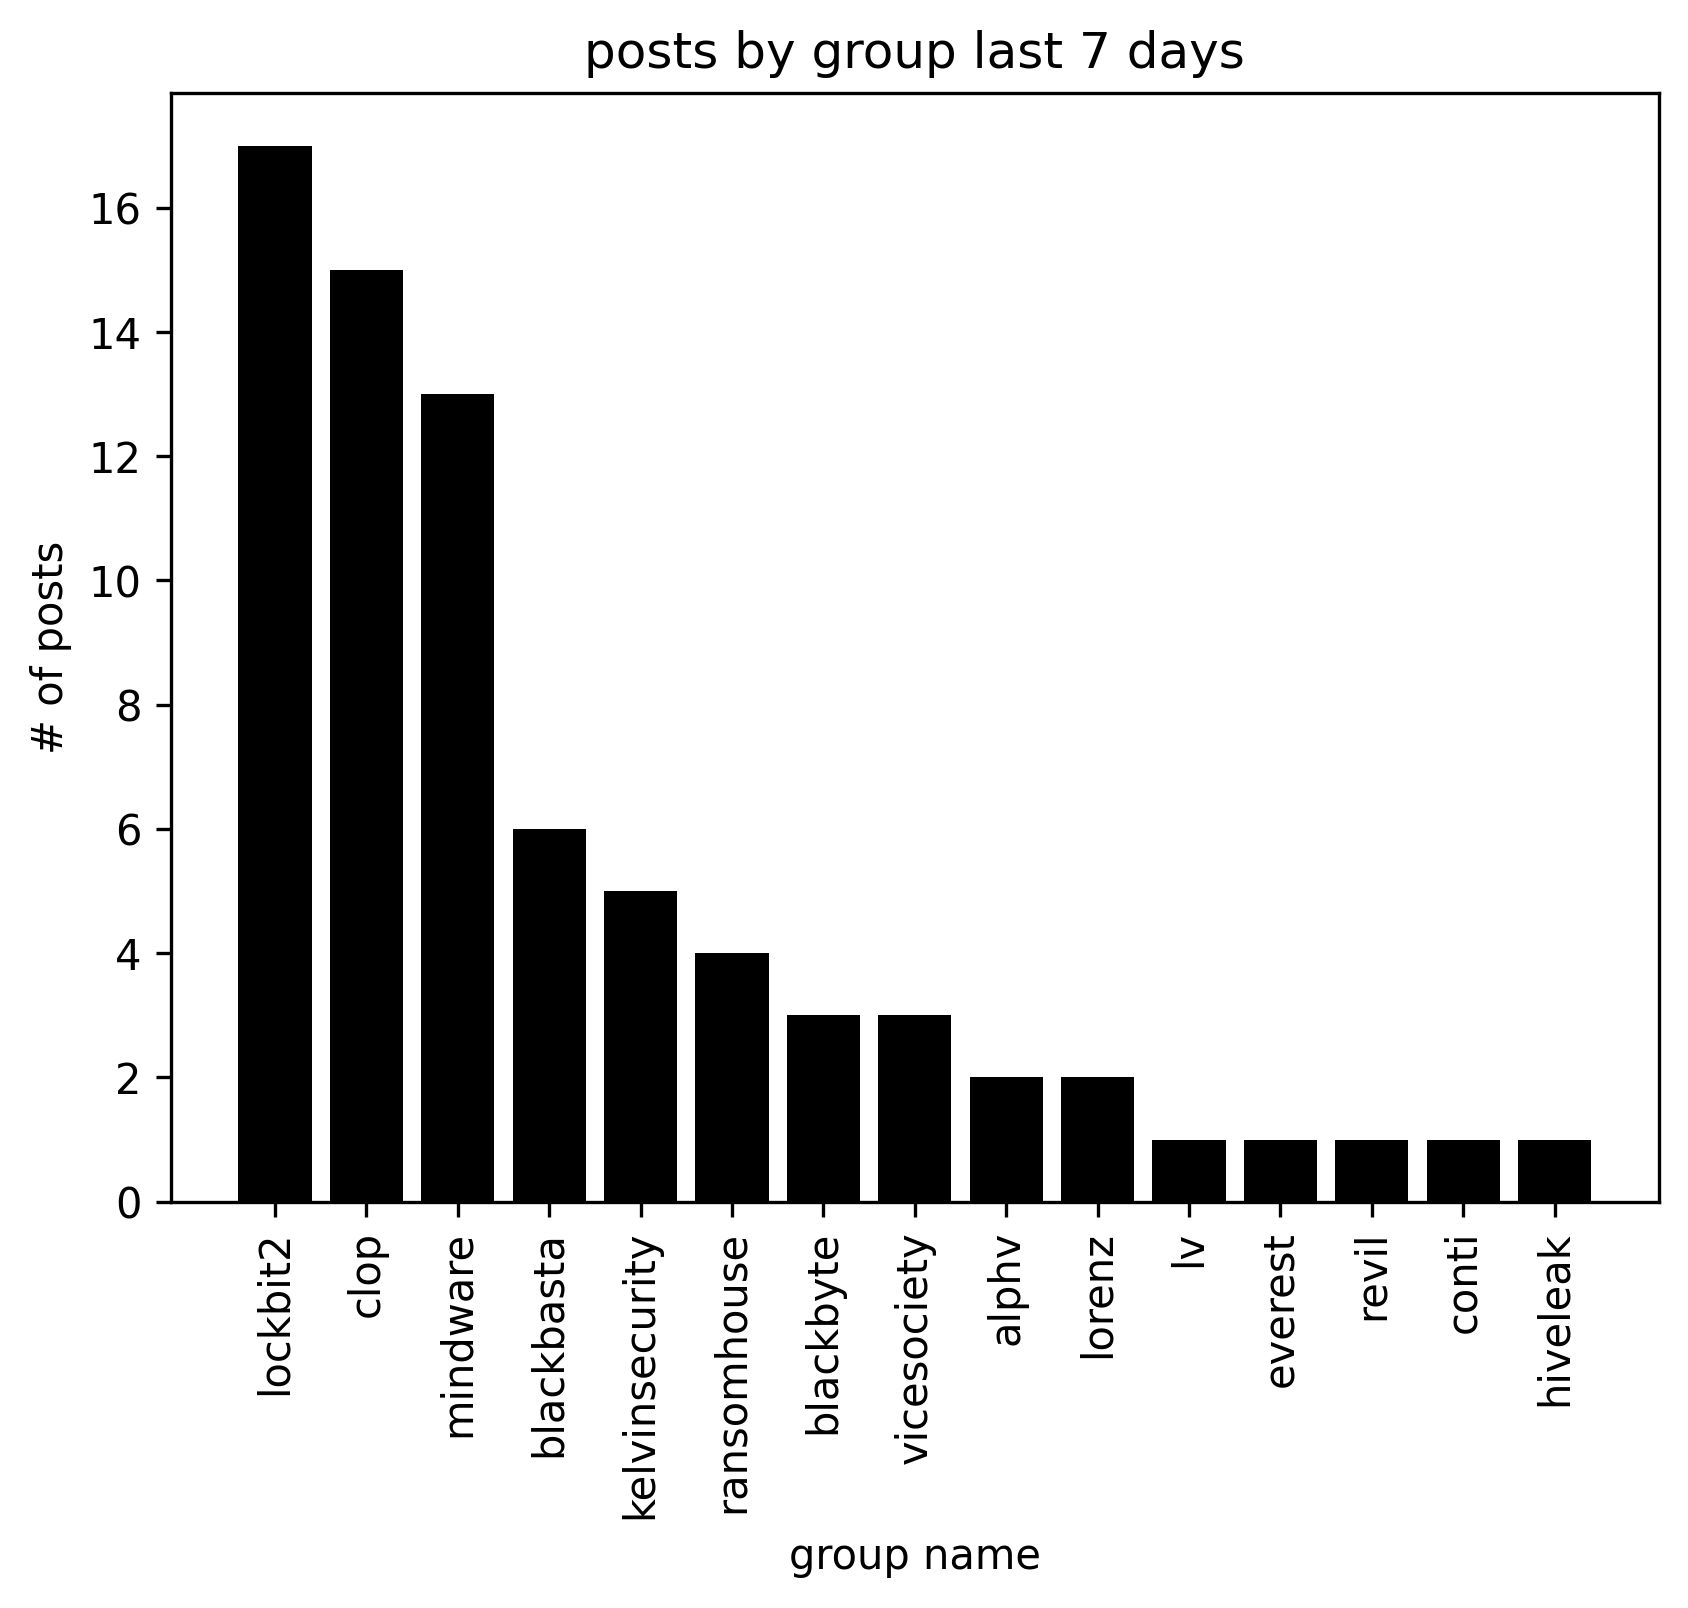 posts by group last 7 days
# of posts
16
14
12
10
8
6
4
2
0
lockbit2
clop
mindware
blackbasta
kelvinsecurity
ransomhouse
blackbyte
vicesociety
alphv
lorenz
lv
everest
revil
conti
hiveleak
group name